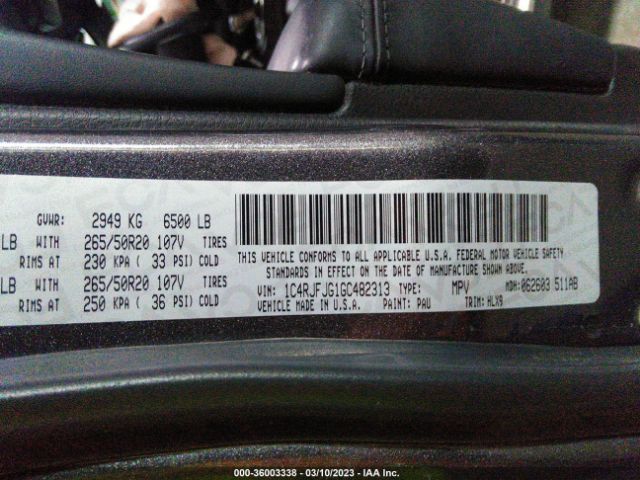 GVWR: 2949 KG 6500 LB
LB WITH 265/50R20 107V TIRES
RIMS AT 230 KPA ( 33 PSI) COLD
LB WITH 265/50R20 107V TIRES
RIMS AT 250 KPA ( 36 PSI) COLD
THIS VEHICLE CONFORMS TO ALL APPLICABLE U.S.A. FEDERAL MOTOR VEHICLE SAFETY
STANDARDS IN EFFECT ON THE DATE OF MANUFACTURE SHOWN ABOVE.
VIN: 1C4RJFJG1GC482313 TYPE: MPV MDH: 062603 511AB
VEHICLE MADE IN U.S.A. PAINT: PAU TRIM: HLX9
000-36003338 - 03/10/2023 - IAA Inc.